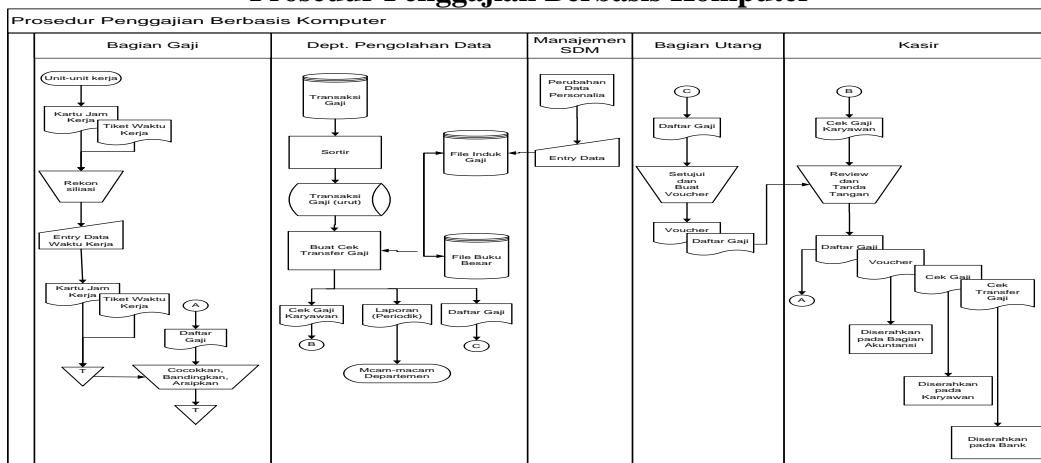 Prosedur Penggajian Berbasis Komputer
Prosedur Penggajian Berbasis Komputer
Bagian Gaji
Dept. Pengolahan Data
Manajemen
SDM
Bagian Utang
Kasir
Unit-unit kerja
Kartu Jam
Kerja
Tiket Waktu
Kerja
Rekon
siliasi
Entry Data
Waktu Kerja
Kartu Jam
Kerja
Tiket Waktu
Kerja
A
Daftar
Gaji
T
Cocokkan,
Bandingkan,
Arsipkan
T
Transaksi
Gaji
Sortir
Transaksi
Gaji (urut)
Buat Cek
Transfer Gaji
File Induk
Gaji
File Buku
Besar
Cek Gaji
Karyawan
Laporan
(Periodik)
Daftar Gaji
B
C
Mcam-macam
Departemen
Perubahan
Data
Personalia
Entry Data
C
Daftar Gaji
Setujui
dan
Buat
Voucher
Voucher
Daftar Gaji
B
Cek Gaji
Karyawan
Review
dan
Tanda
Tangan
Daftar Gaji
Voucher
Cek Gaji
Cek
Transfer
Gaji
A
Diserahkan
pada Bagian
Akuntansi
Diserahkan
pada
Karyawan
Diserahkan
pada Bank